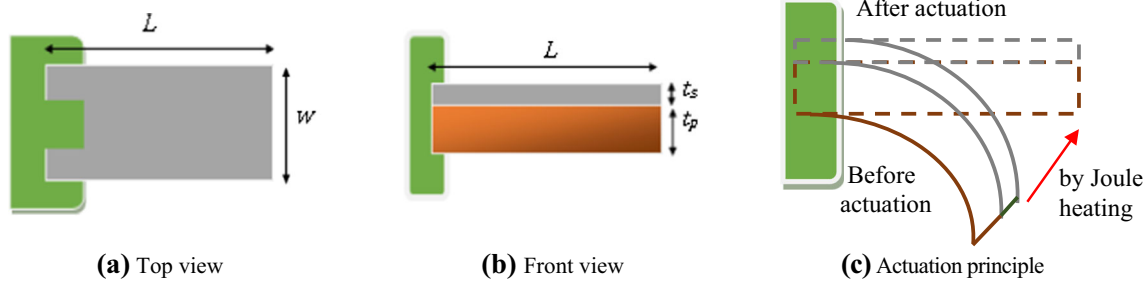 L
W
(a) Top view
L
t_s
t_p
(b) Front view
After actuation
Before
actuation
by Joule
heating
(c) Actuation principle